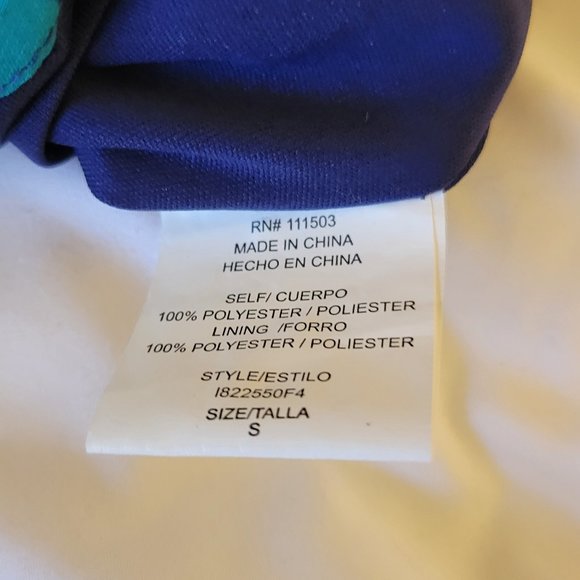 RN# 111503
MADE IN CHINA
HECHO EN CHINA
SELF/ CUERPO
100% POLYESTER / POLIESTER
LINING /FORRO
100% POLYESTER / POLIESTER
STYLE/ESTILO
I822550F4
SIZE/TALLA
S